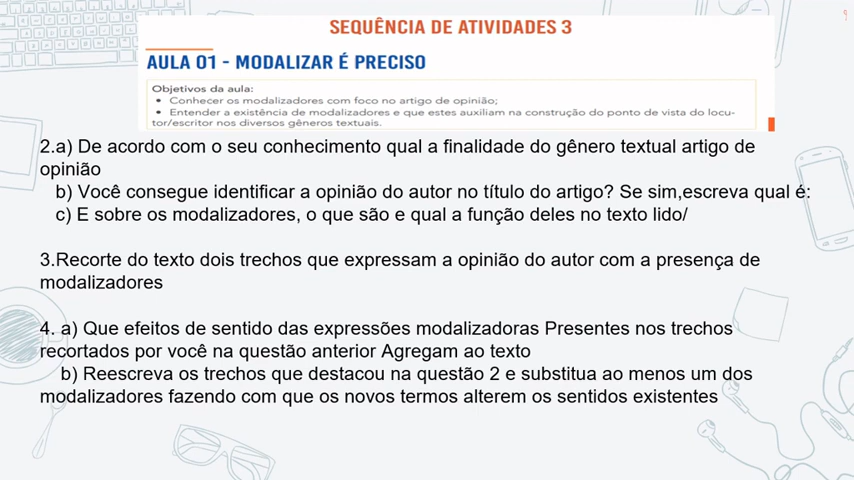 SEQUÊNCIA DE ATIVIDADES 3
AULA 01 - MODALIZAR É PRECISO
Objetivos da aula:
• Conhecer os modalizadores com foco no artigo de opinião;
• Entender a existência de modalizadores e que estes auxiliam na construção do ponto de vista do locu-
tor/escritor nos diversos gêneros textuais.
2.a) De acordo com o seu conhecimento qual a finalidade do gênero textual artigo de
opinião
b) Você consegue identificar a opinião do autor no título do artigo? Se sim,escreva qual é:
c) E sobre os modalizadores, o que são e qual a função deles no texto lido/
3.Recorte do texto dois trechos que expressam a opinião do autor com a presença de
modalizadores
4. a) Que efeitos de sentido das expressões modalizadoras Presentes nos trechos
recortados por você na questão anterior Agregam ao texto
b) Reescreva os trechos que destacou na questão 2 e substitua ao menos um dos
modalizadores fazendo com que os novos termos alterem os sentidos existentes